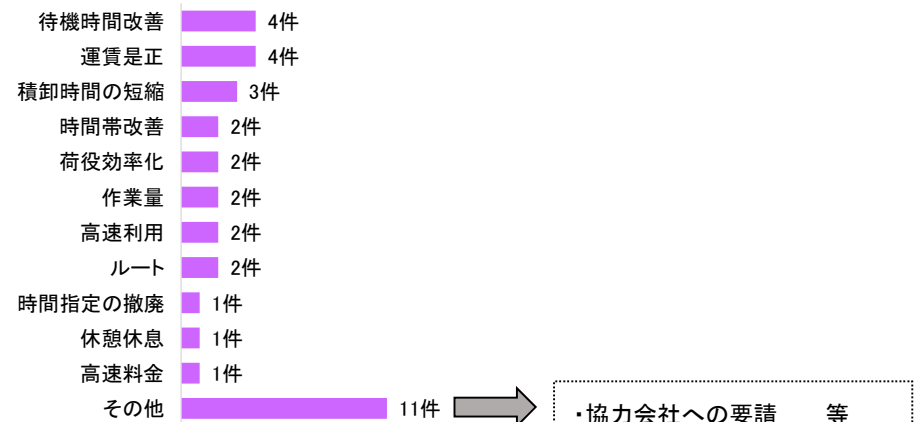 待機時間改善 4件
運賃是正 4件
積卸時間の短縮 3件
時間帯改善 2件
荷役効率化 2件
作業量 2件
高速利用 2件
ルート 2件
時間指定の撤廃 1件
休憩休息 1件
高速料金 1件
その他 11件
・協力会社への要請　　等